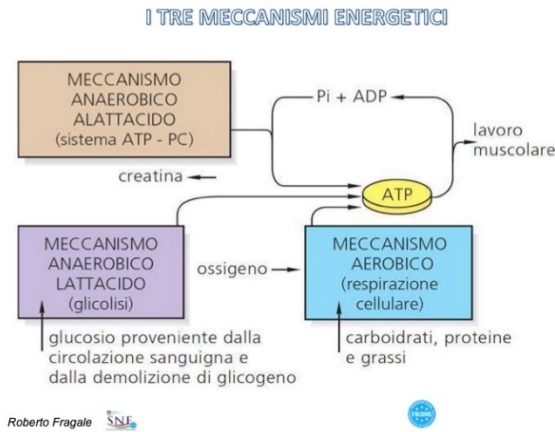 I TRE MECCANISMI ENERGETICI
MECCANISMO
ANAEROBICO
ALATTACIDO
(sistema ATP - PC)
Pi + ADP
lavoro
muscolare
creatina
ATP
MECCANISMO
ANAEROBICO
LATTACIDO
(glicolisi)
ossigeno
MECCANISMO
AEROBICO
(respirazione
cellulare)
glucosio proveniente dalla
circolazione sanguigna e
dalla demolizione di glicogeno
carboidrati, proteine
e grassi
Roberto Fragale
SNF